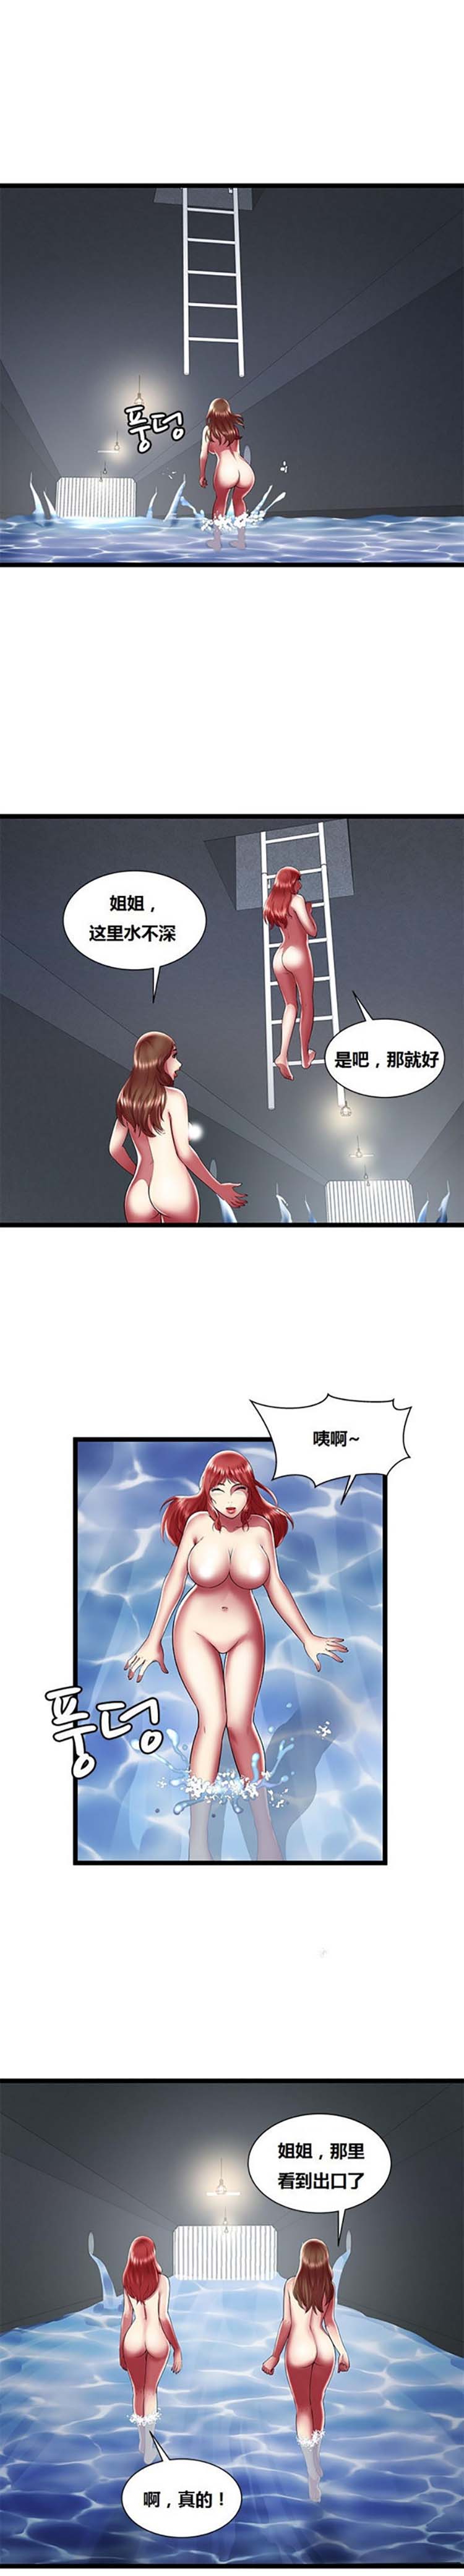 풍덩
姐姐，
这里水不深
是吧，那就好
咦啊~
풍덩
姐姐，那里
看到出口了
啊，真的！